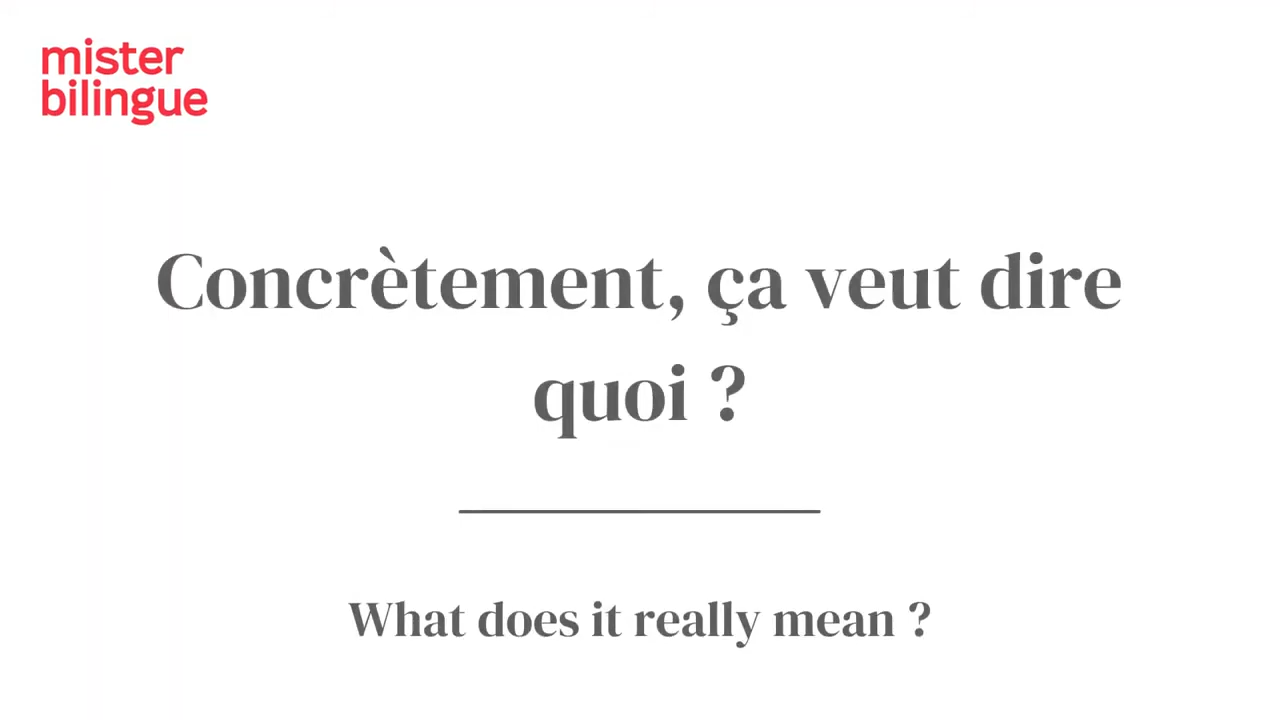 mister
bilingue
Concrètement, ça veut dire
quoi ?
What does it really mean ?